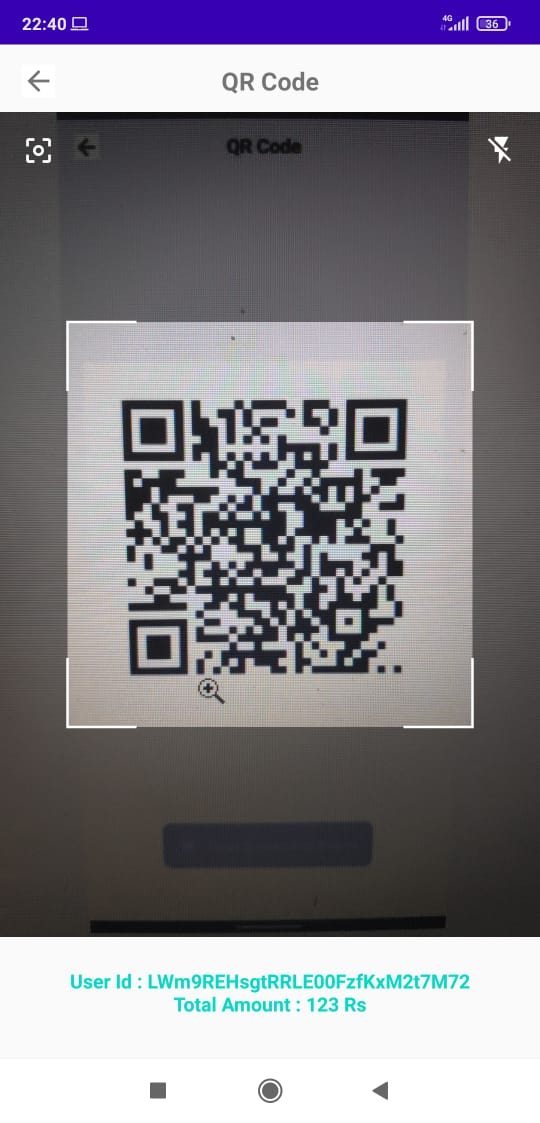 22:40
4G
36
QR Code
QR Code
User Id : LWm9REHsgtRRLE00FzfKxM2t7M72
Total Amount : 123 Rs